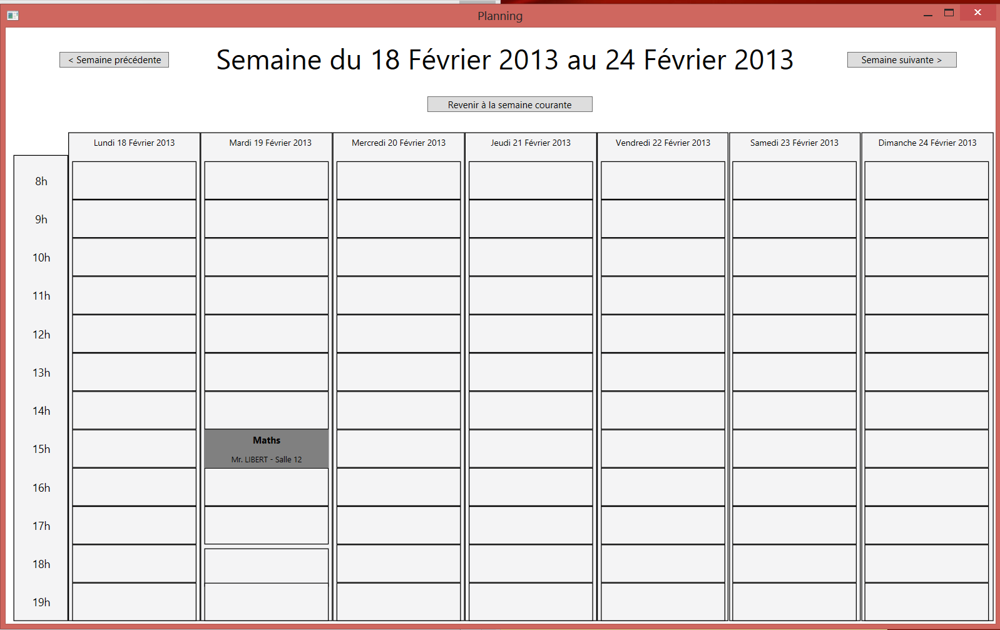 Planning
< Semaine précédente
Semaine du 18 Février 2013 au 24 Février 2013
Semaine suivante >
Revenir à la semaine courante
Lundi 18 Février 2013
Mardi 19 Février 2013
Mercredi 20 Février 2013
Jeudi 21 Février 2013
Vendredi 22 Février 2013
Samedi 23 Février 2013
Dimanche 24 Février 2013
8h
9h
10h
11h
12h
13h
14h
15h
Maths
Mr. LIBERT - Salle 12
16h
17h
18h
19h